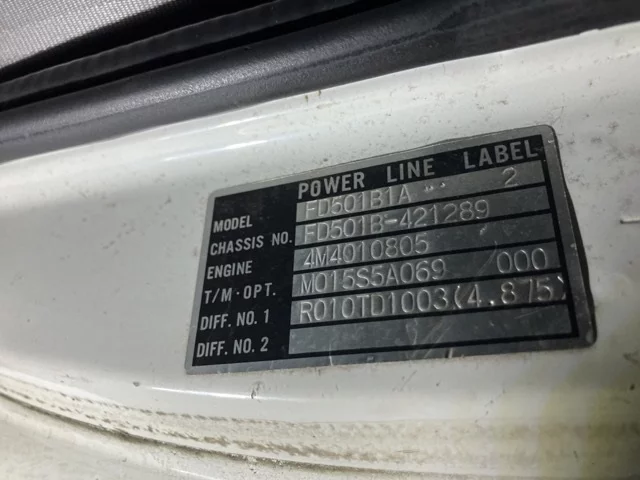 POWER LINE LABEL
MODEL FD501B1A 2
CHASSIS NO. FD501B-421289
ENGINE 4M4010805
T/M·OPT. M015S5A069 000
DIFF. NO. 1 R010TD1003(4.875)
DIFF. NO. 2